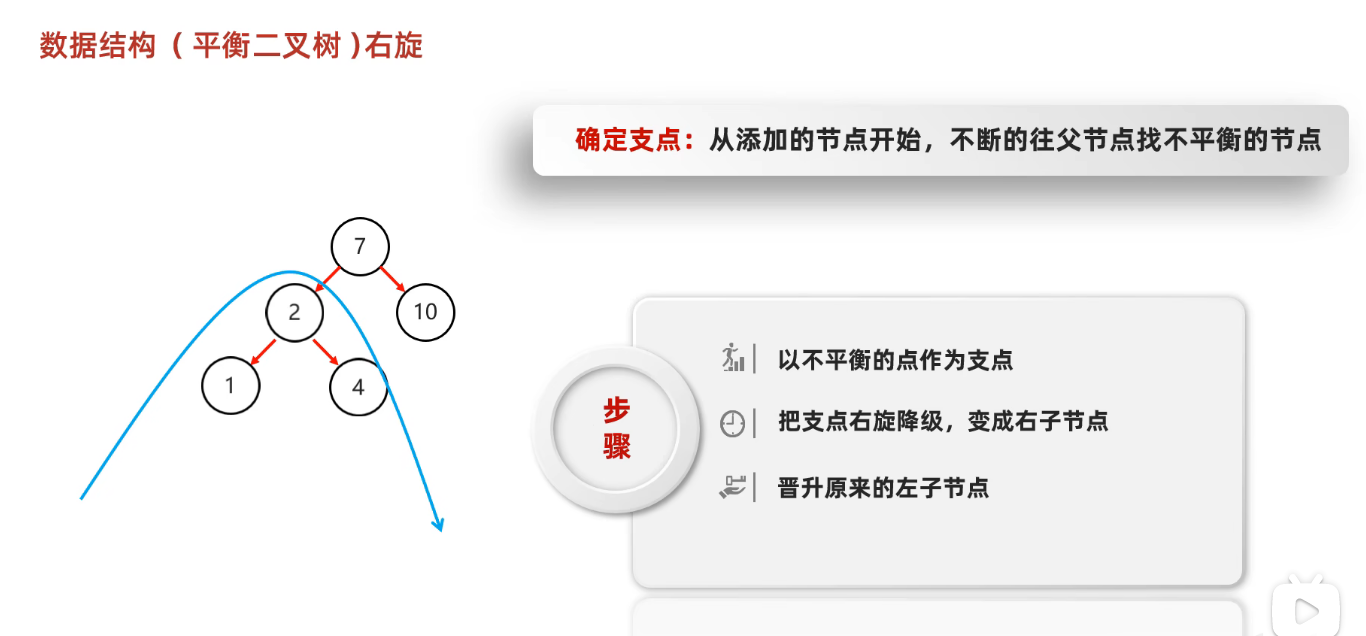 数据结构（平衡二叉树）右旋
确定支点：从添加的节点开始，不断的往父节点找不平衡的节点
7
2
10
1
4
步
骤
以不平衡的点作为支点
把支点右旋降级，变成右子节点
晋升原来的左子节点